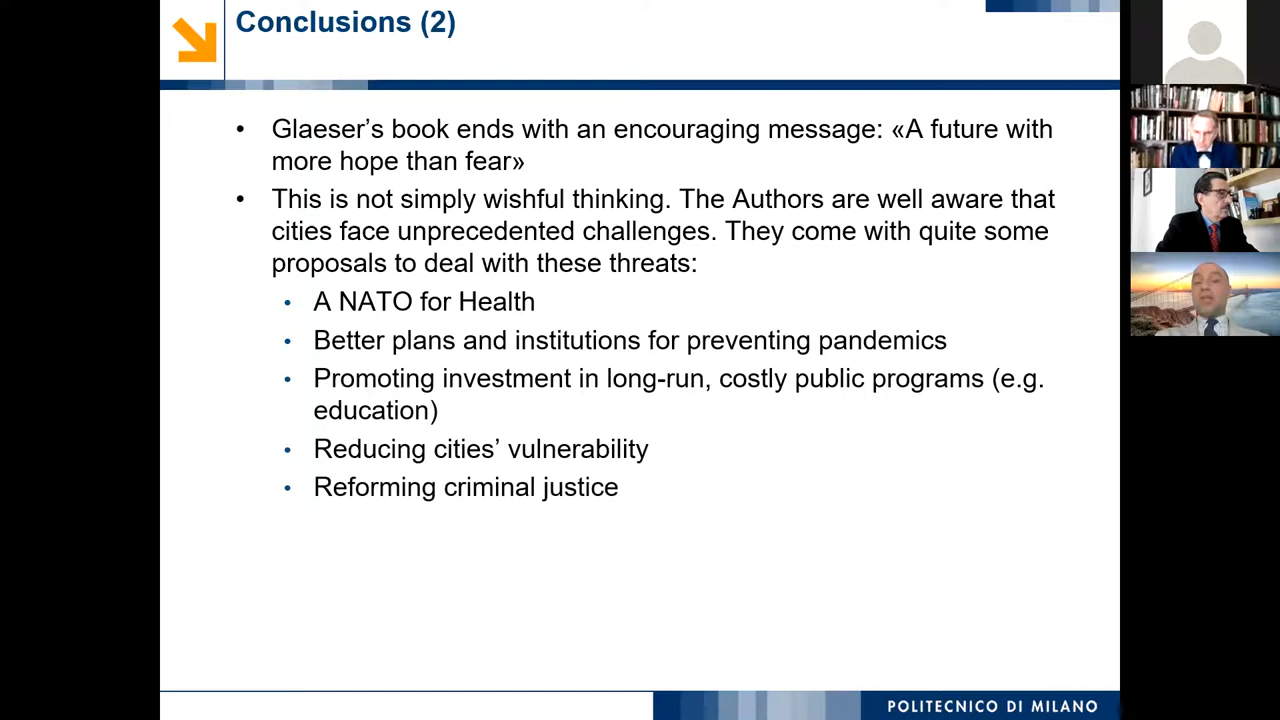 Conclusions (2)
• Glaeser’s book ends with an encouraging message: «A future with
more hope than fear»
• This is not simply wishful thinking. The Authors are well aware that
cities face unprecedented challenges. They come with quite some
proposals to deal with these threats:
• A NATO for Health
• Better plans and institutions for preventing pandemics
• Promoting investment in long-run, costly public programs (e.g.
education)
• Reducing cities’ vulnerability
• Reforming criminal justice
POLITECNICO DI MILANO